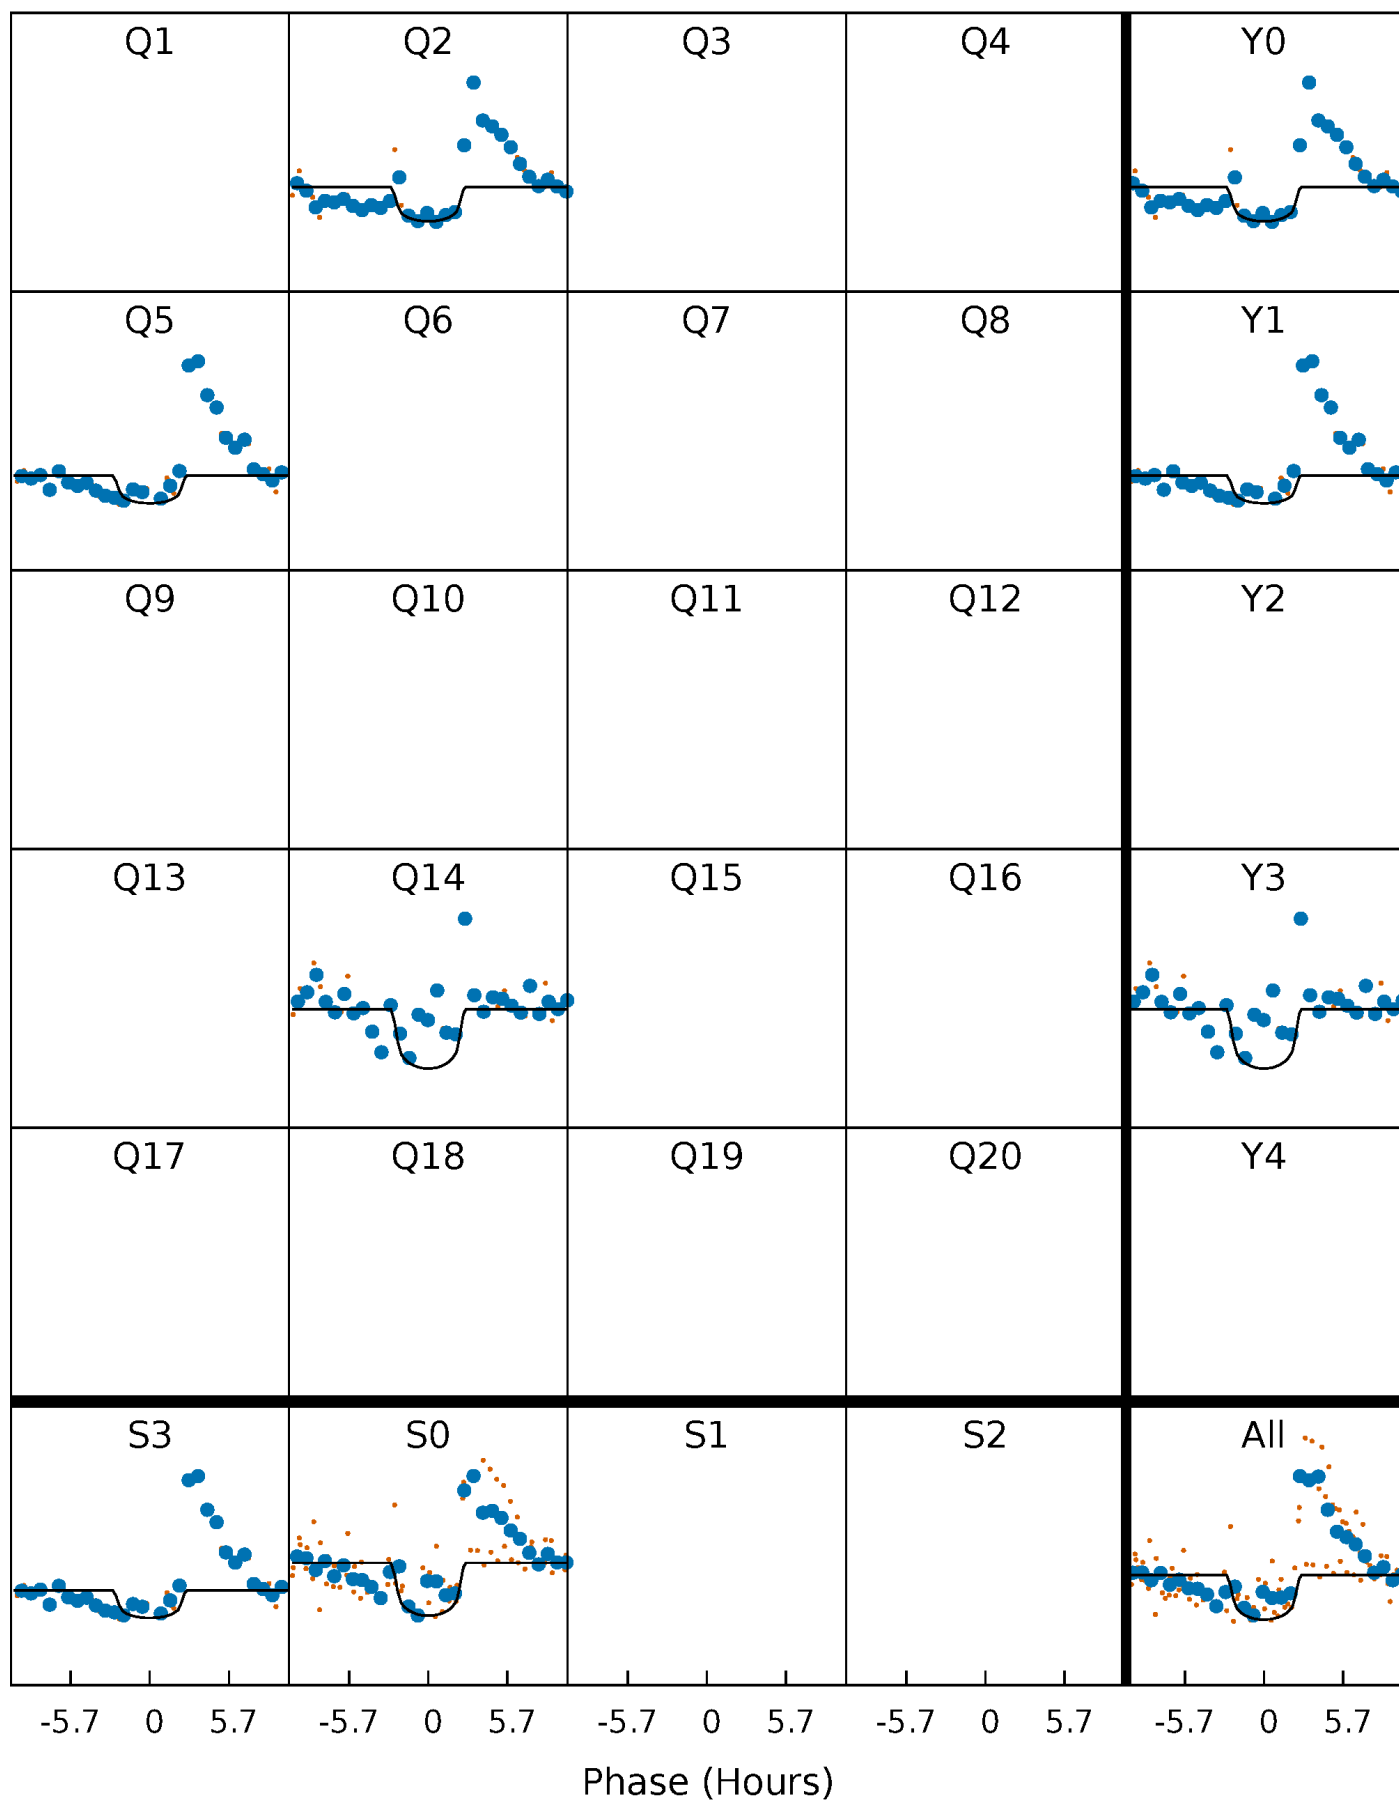 Q1 Q2 Q3 Q4 Y0
Q5 Q6 Q7 Q8 Y1
Q9 Q10 Q11 Q12 Y2
Q13 Q14 Q15 Q16 Y3
Q17 Q18 Q19 Q20 Y4
S3 S0 S1 S2 All
-5.7 0 5.7 -5.7 0 5.7 -5.7 0 5.7 -5.7 0 5.7 -5.7 0 5.7
Phase (Hours)